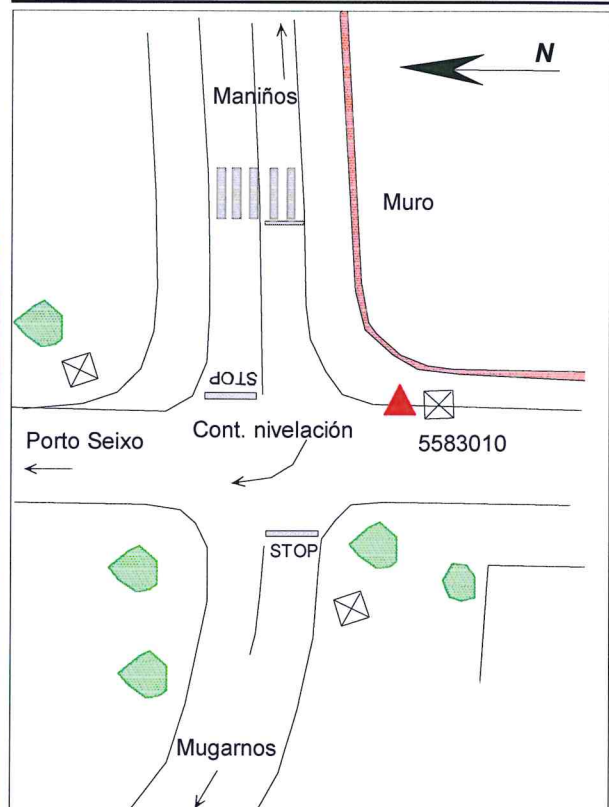 N
Maniños
Muro
STOP
Porto Seixo
Cont. nivelación
5583010
STOP
Mugarnos